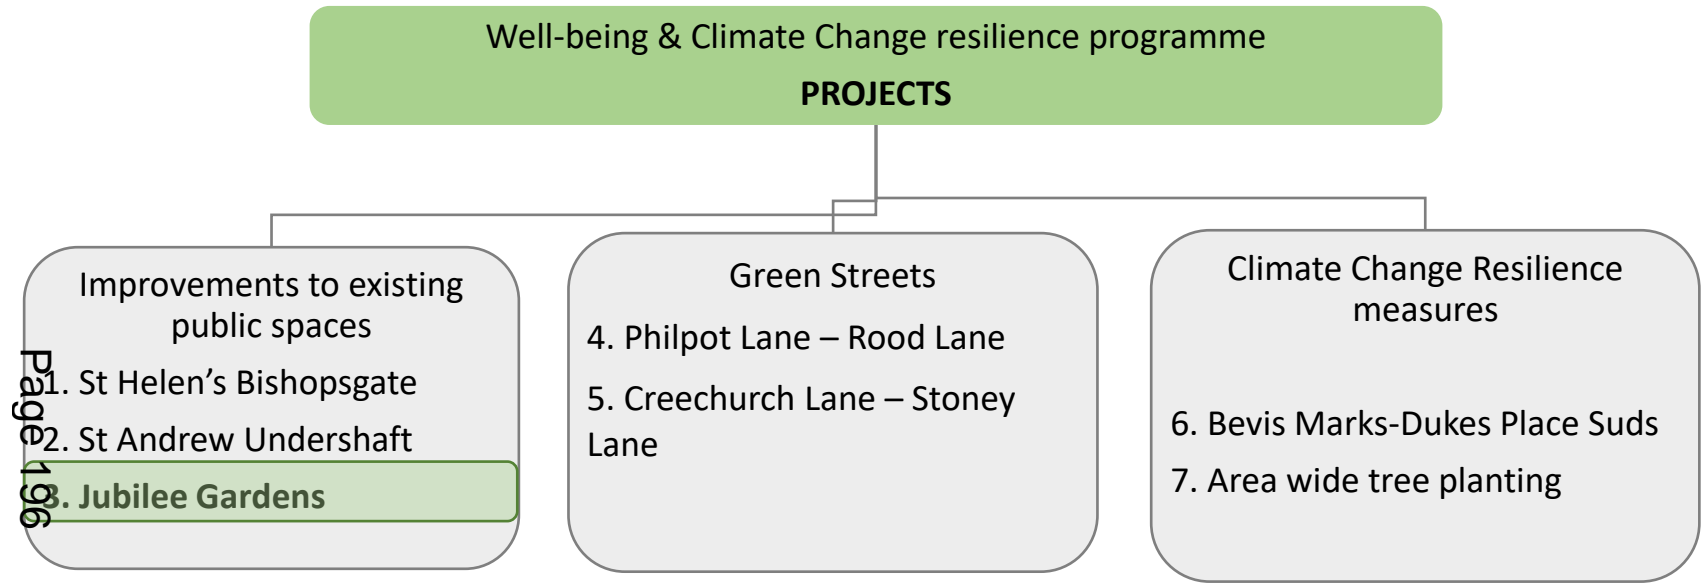 Well-being & Climate Change resilience programme
PROJECTS
Improvements to existing
public spaces
1. St Helen’s Bishopsgate
2. St Andrew Undershaft
3. Jubilee Gardens
Green Streets
4. Philpot Lane – Rood Lane
5. Creechurch Lane – Stoney
Lane
Climate Change Resilience
measures
6. Bevis Marks-Dukes Place Suds
7. Area wide tree planting
Page 196